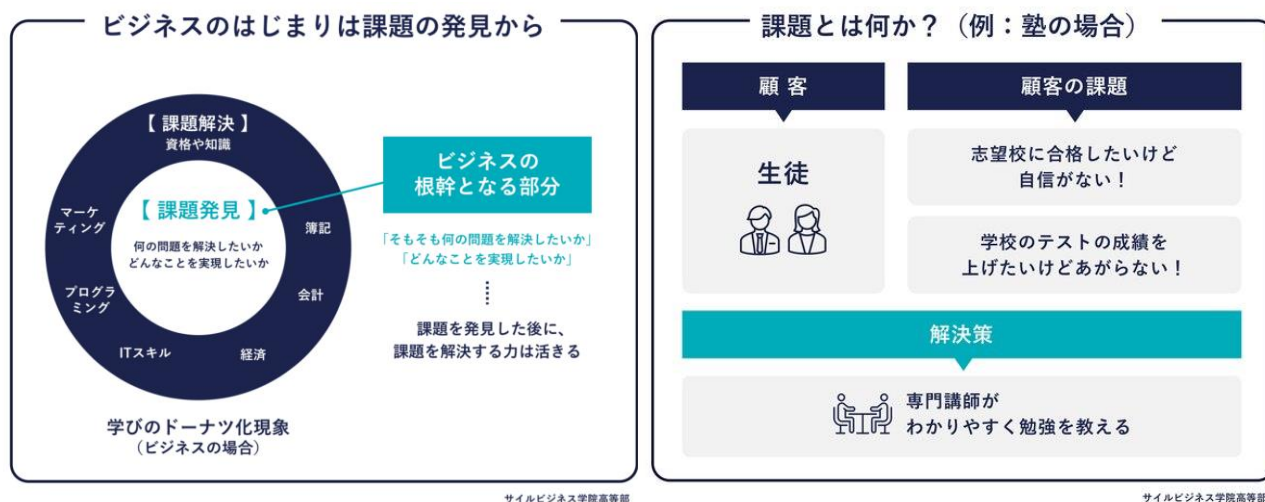 ビジネスのはじまりは課題の発見から
【 課題解決 】
資格や知識
マーケ
ティング
プログラ
ミング
ITスキル
経済
会計
簿記
【 課題発見 】
何の問題を解決したいか
どんなことを実現したいか
学びのドーナツ化現象
（ビジネスの場合）
ビジネスの
根幹となる部分
「そもそも何の問題を解決したいか」
「どんなことを実現したいか」
課題を発見した後に、
課題を解決する力は活きる
サイルビジネス学院高等部
課題とは何か？（例：塾の場合）
顧 客
生徒
顧客の課題
志望校に合格したいけど
自信がない！
学校のテストの成績を
上げたいけどあがらない！
解決策
専門講師が
わかりやすく勉強を教える
サイルビジネス学院高等部